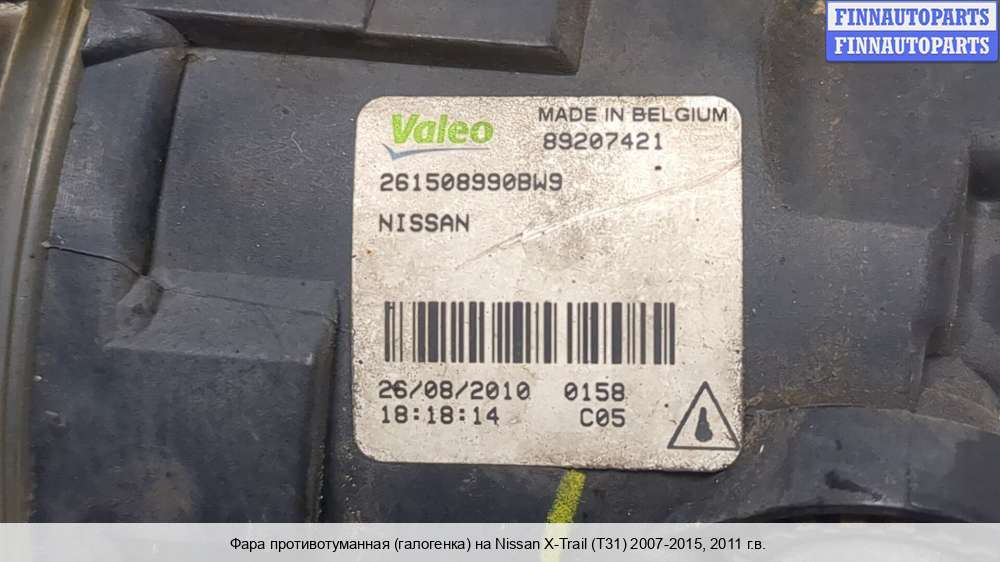 FINNAUTOPARTS
FINNAUTOPARTS
Valeo
MADE IN BELGIUM
89207421
261508990BW9
NISSAN
26/08/2010 0158
18:18:14 C05
Фара противотуманная (галогенка) на Nissan X-Trail (T31) 2007-2015, 2011 г.в.